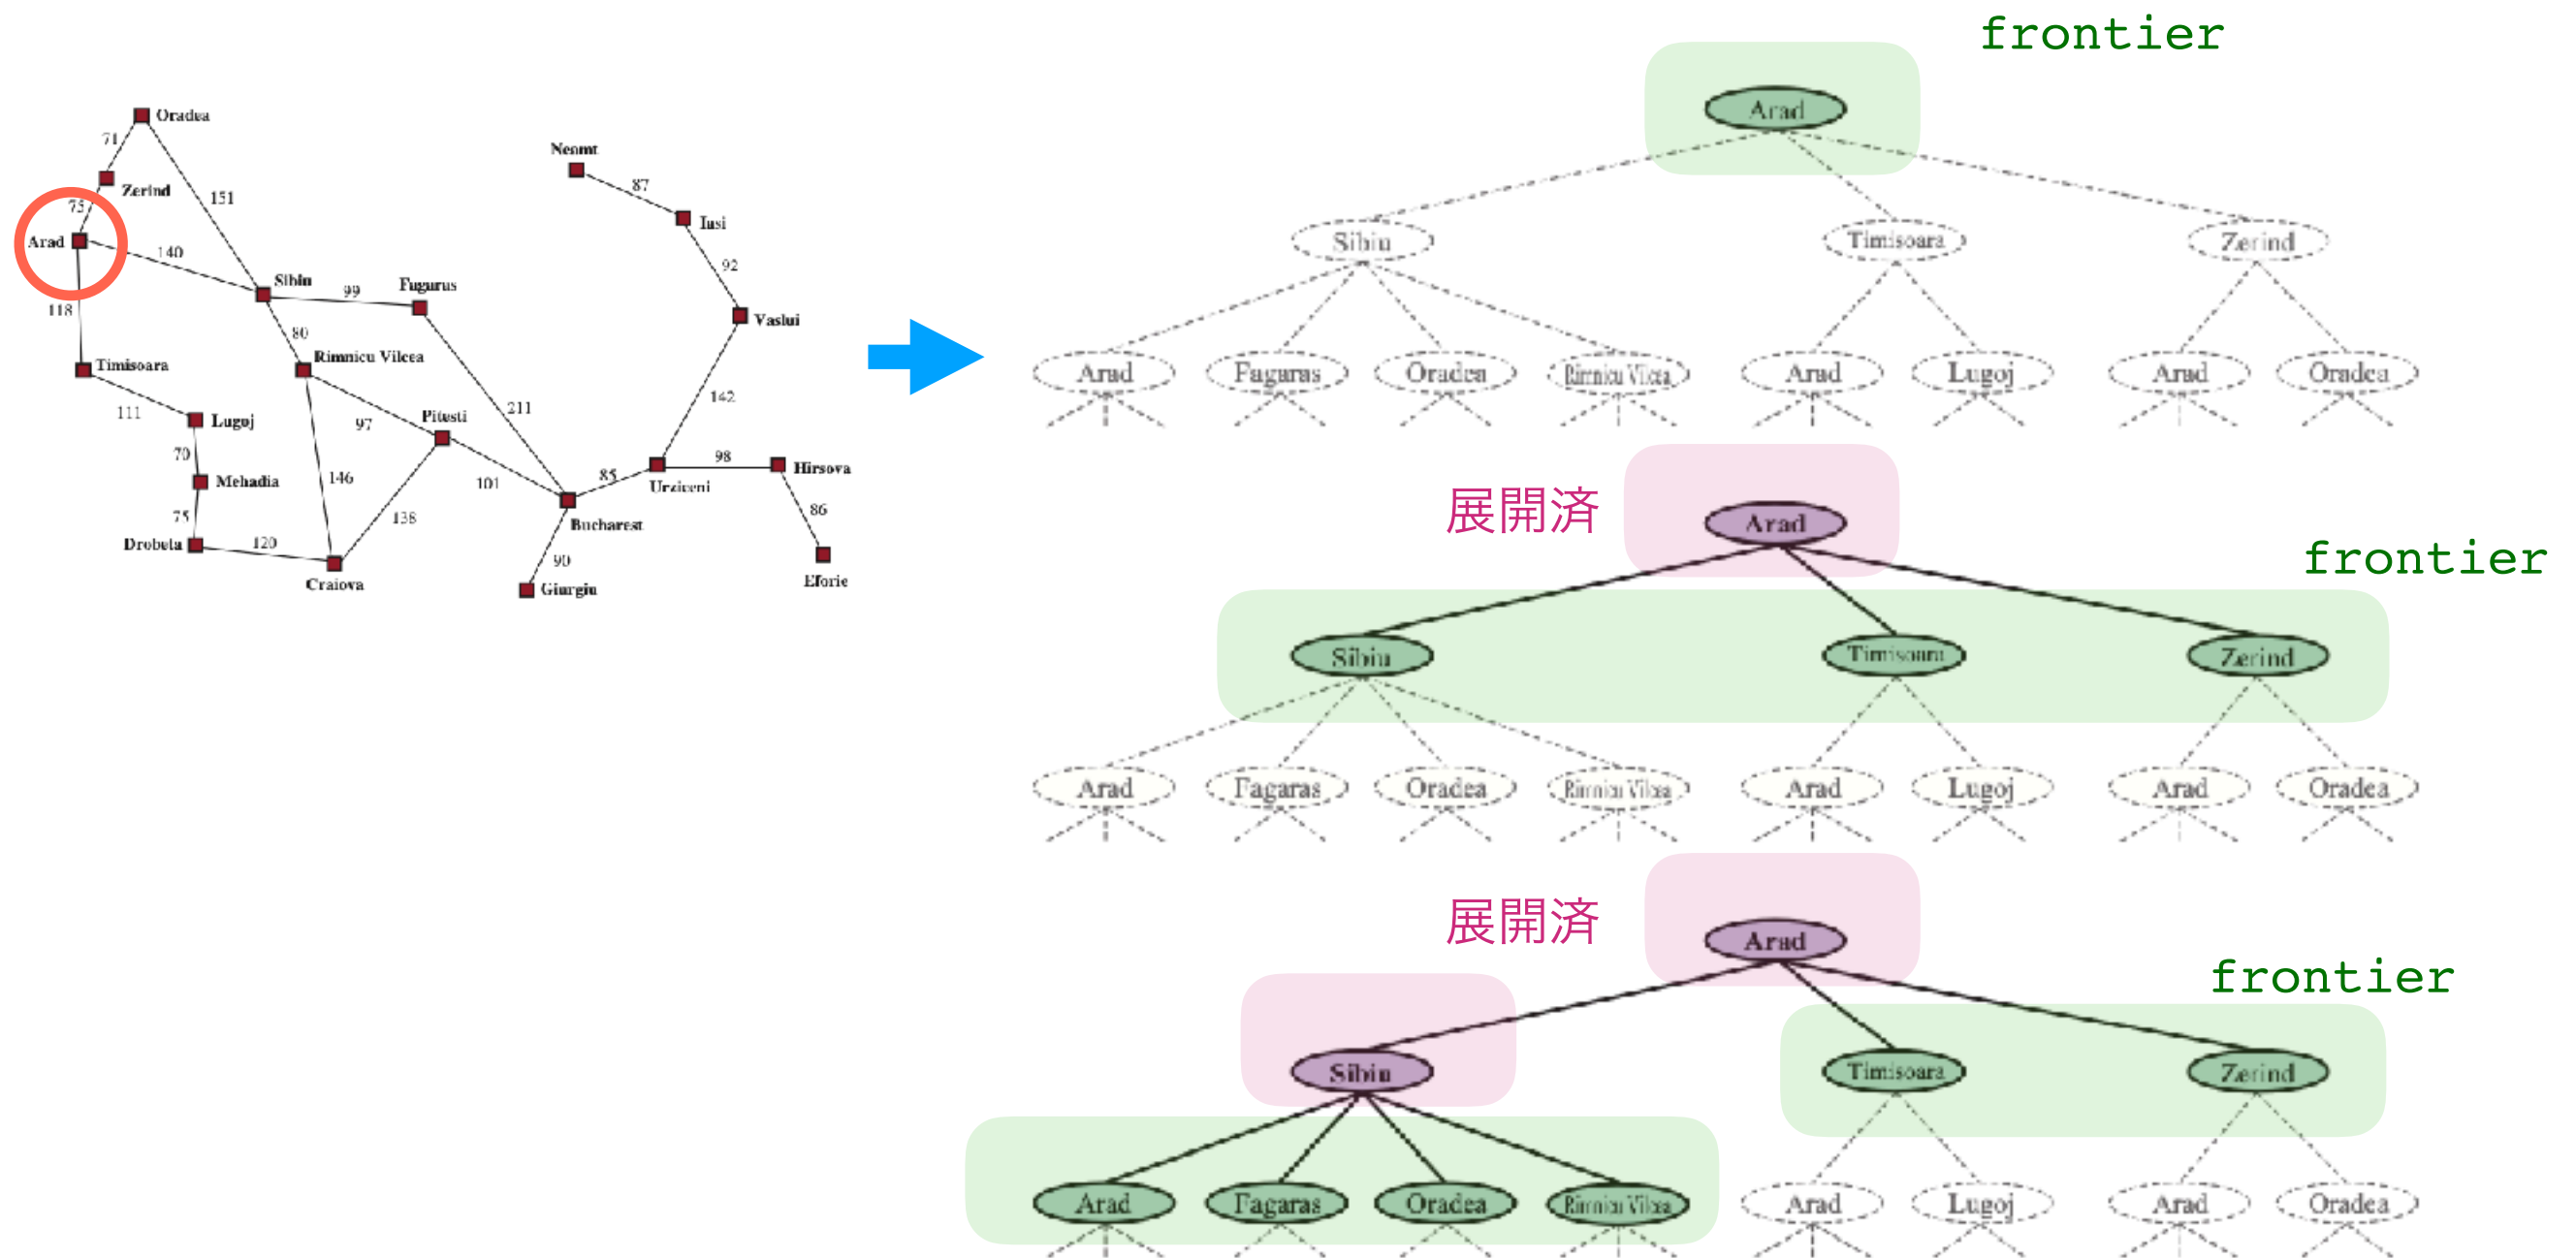 Oradea
71
Neamt
Zerind
87
151
75
Iasi
Arad
140
92
Sibiu
99
Fagaras
118
80
Vaslui
Rimnicu Vilcea
Timisoara
142
111
211
Lugoj
97
Pitesti
70
98
Hirsova
146
85
Mehadia
101
Urziceni
75
138
86
Bucharest
Drobeta
120
90
Craiova
Giurgiu
Eforie
frontier
Arad
Sibiu Timisoara Zerind
Arad Fagaras Oradea Rimnicu Vilcea Arad Lugoj Arad Oradea
展開済
Arad
frontier
Sibiu Timisoara Zerind
Arad Fagaras Oradea Rimnicu Vilcea Arad Lugoj Arad Oradea
展開済
Arad
frontier
Sibiu Timisoara Zerind
Arad Fagaras Oradea Rimnicu Vilcea Arad Lugoj Arad Oradea